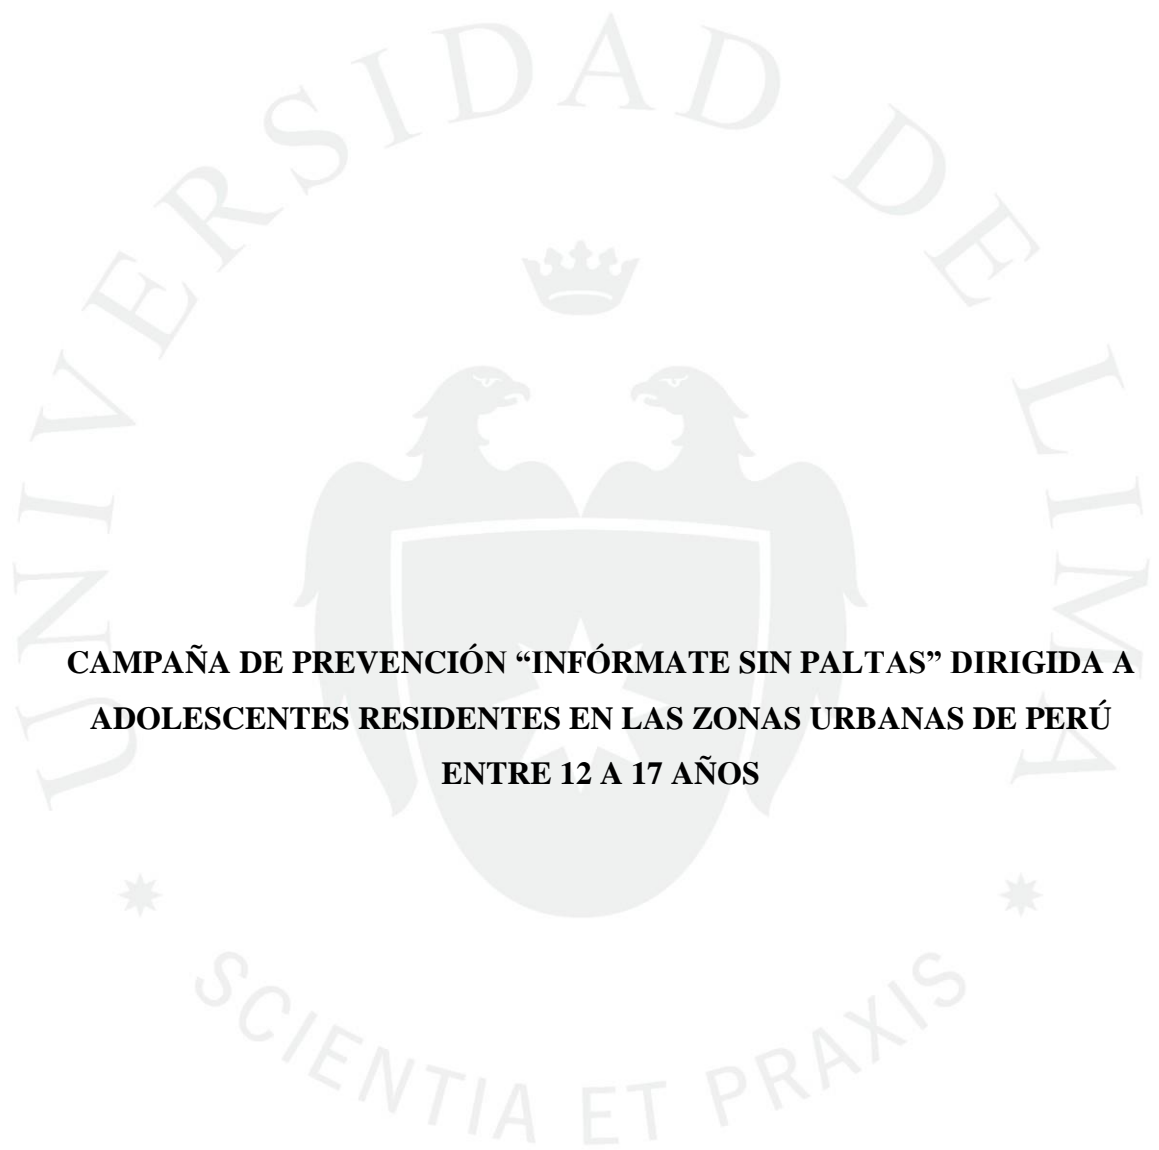 UNIVERSIDAD DE LIMA
CAMPAÑA DE PREVENCIÓN “INFÓRMATE SIN PALTAS” DIRIGIDA A
ADOLESCENTES RESIDENTES EN LAS ZONAS URBANAS DE PERÚ
ENTRE 12 A 17 AÑOS
SCIENTIA ET PRAXIS